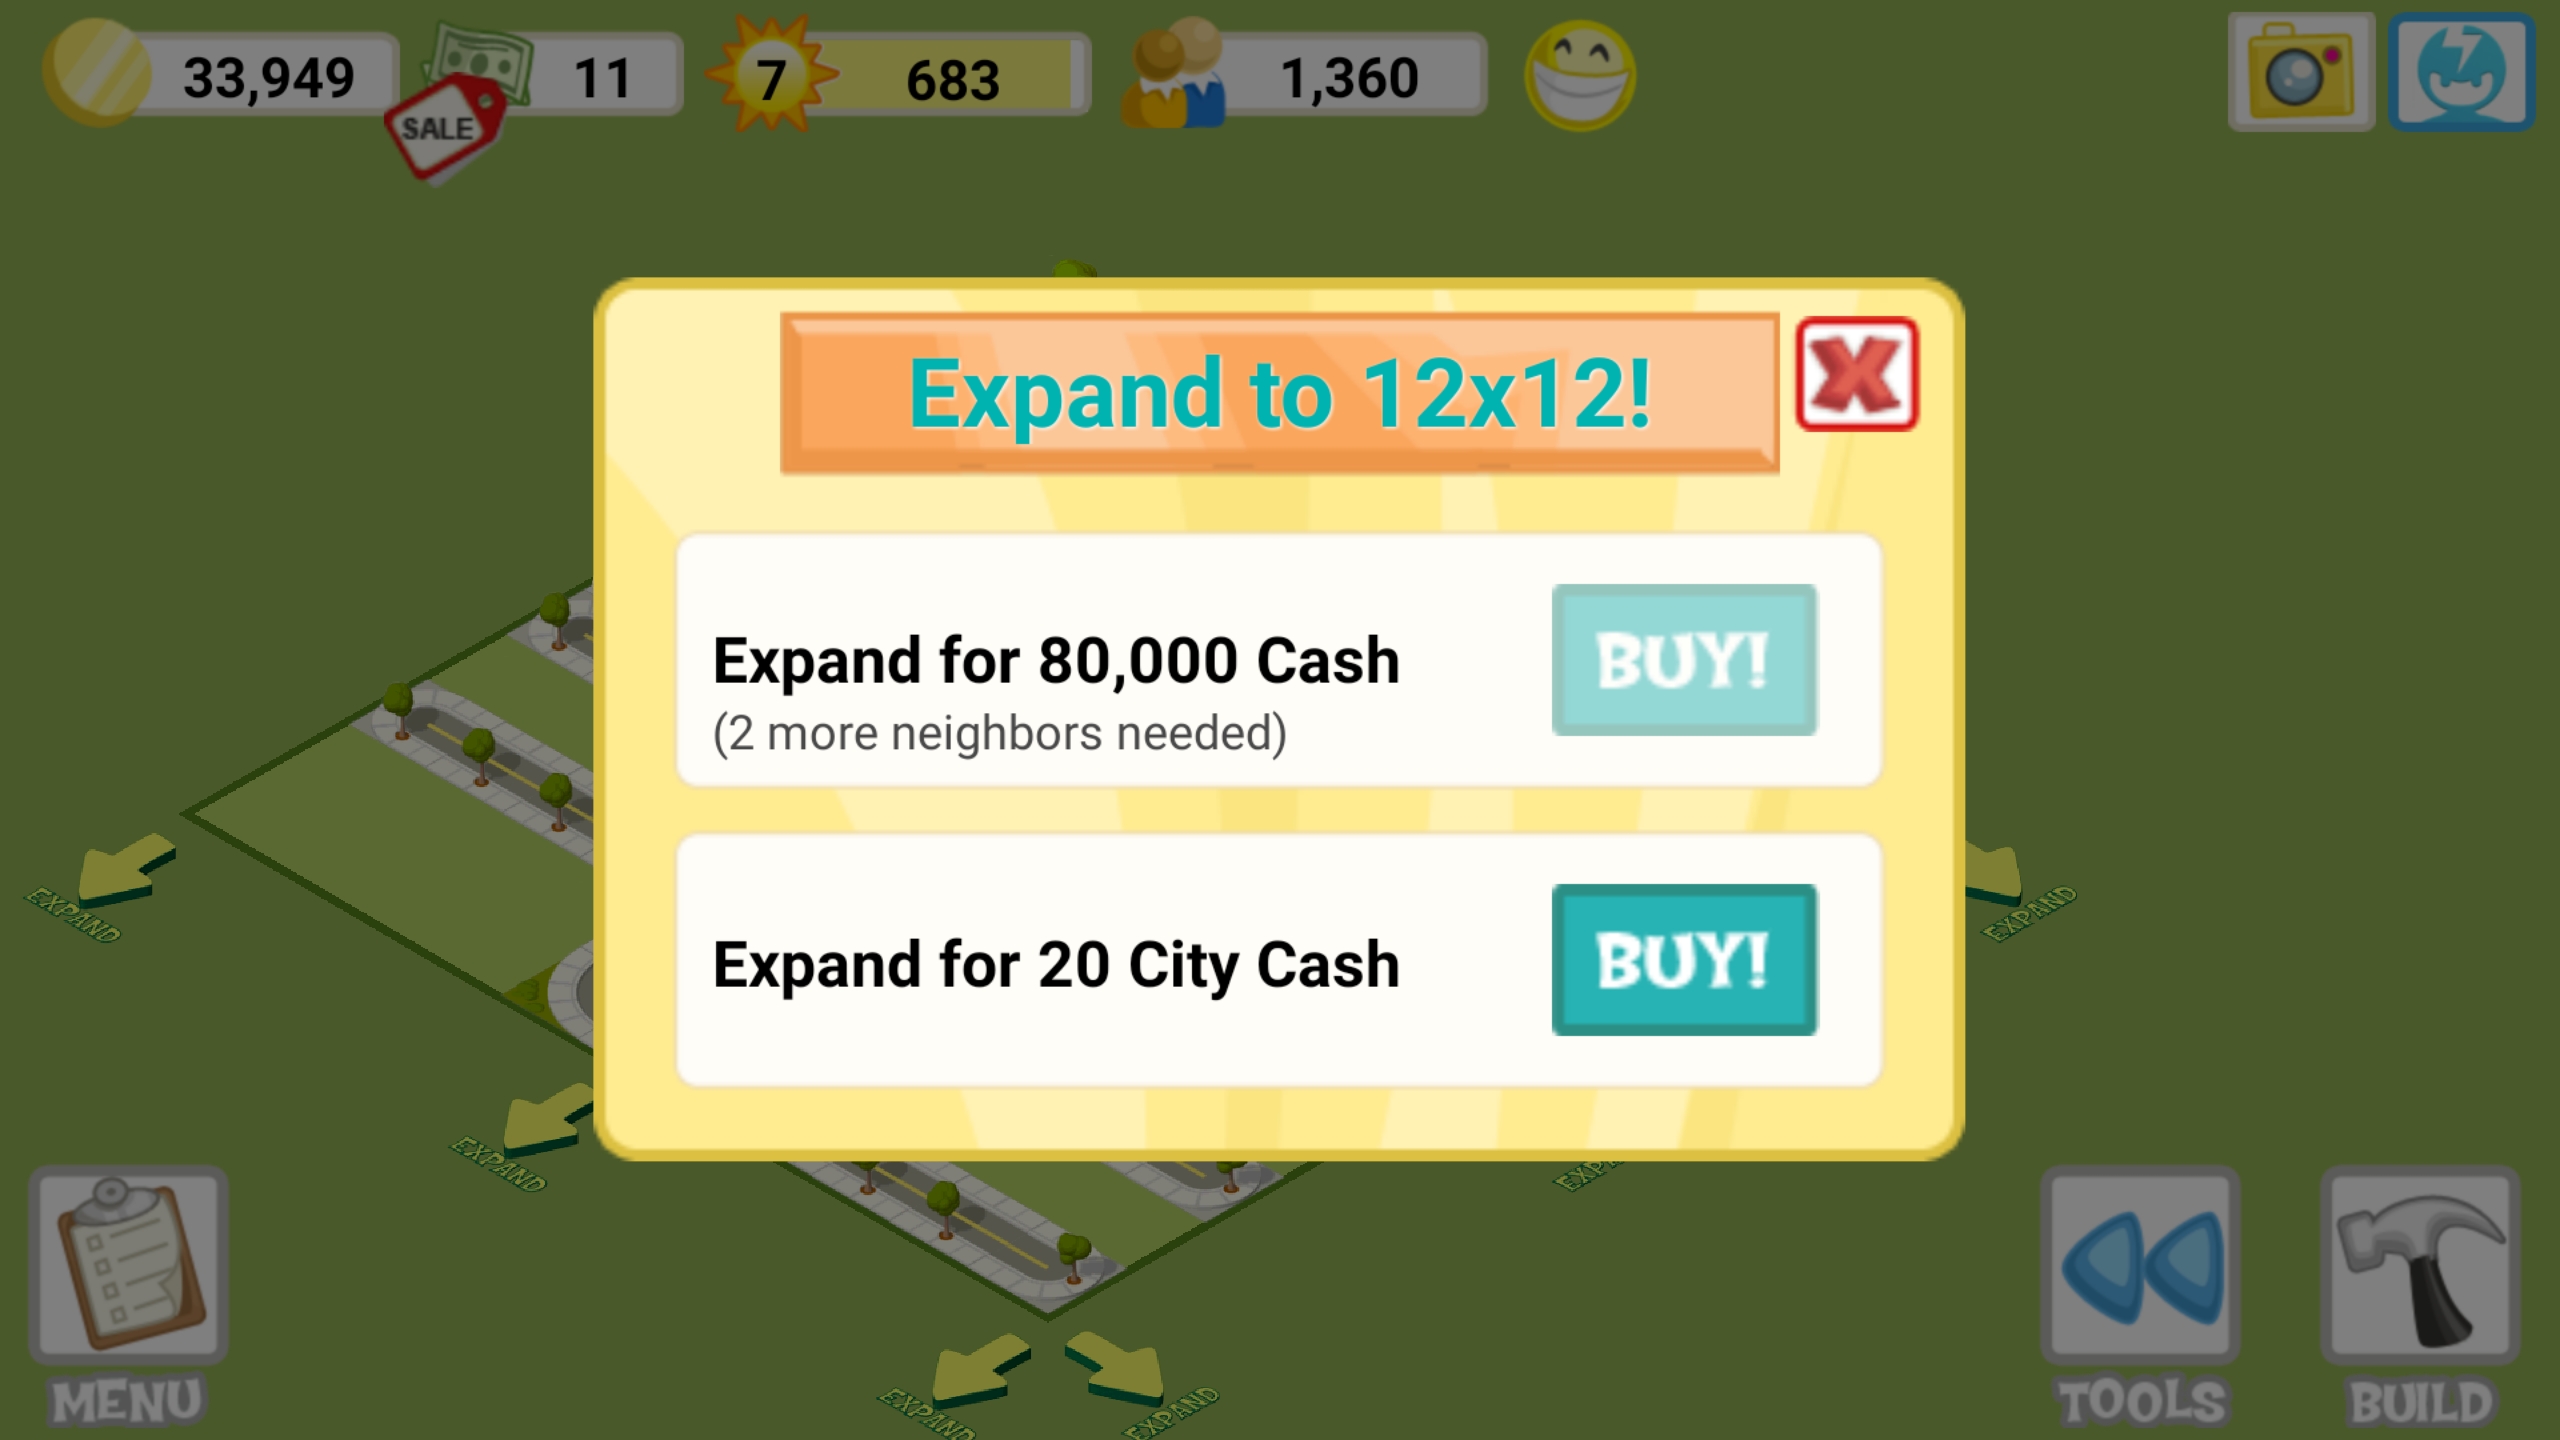 33,949
11
7
683
1,360
SALE
Expand to 12x12!
X
Expand for 80,000 Cash
(2 more neighbors needed)
BUY!
Expand for 20 City Cash
BUY!
EXPAND
EXPAND
EXPAND
EXPAND
EXPAND
MENU
TOOLS
BUILD